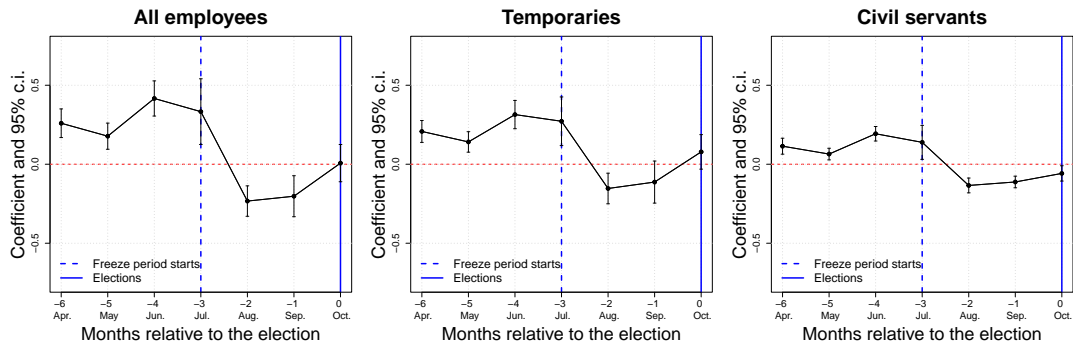 All employees
Coefficient and 95% c.i.
0.5
0.0
−0.5
Freeze period starts
Elections
−6 −5 −4 −3 −2 −1 0
Apr. May Jun. Jul. Aug. Sep. Oct.
Months relative to the election
Temporaries
Coefficient and 95% c.i.
0.5
0.0
−0.5
Freeze period starts
Elections
−6 −5 −4 −3 −2 −1 0
Apr. May Jun. Jul. Aug. Sep. Oct.
Months relative to the election
Civil servants
Coefficient and 95% c.i.
0.5
0.0
−0.5
Freeze period starts
Elections
−6 −5 −4 −3 −2 −1 0
Apr. May Jun. Jul. Aug. Sep. Oct.
Months relative to the election